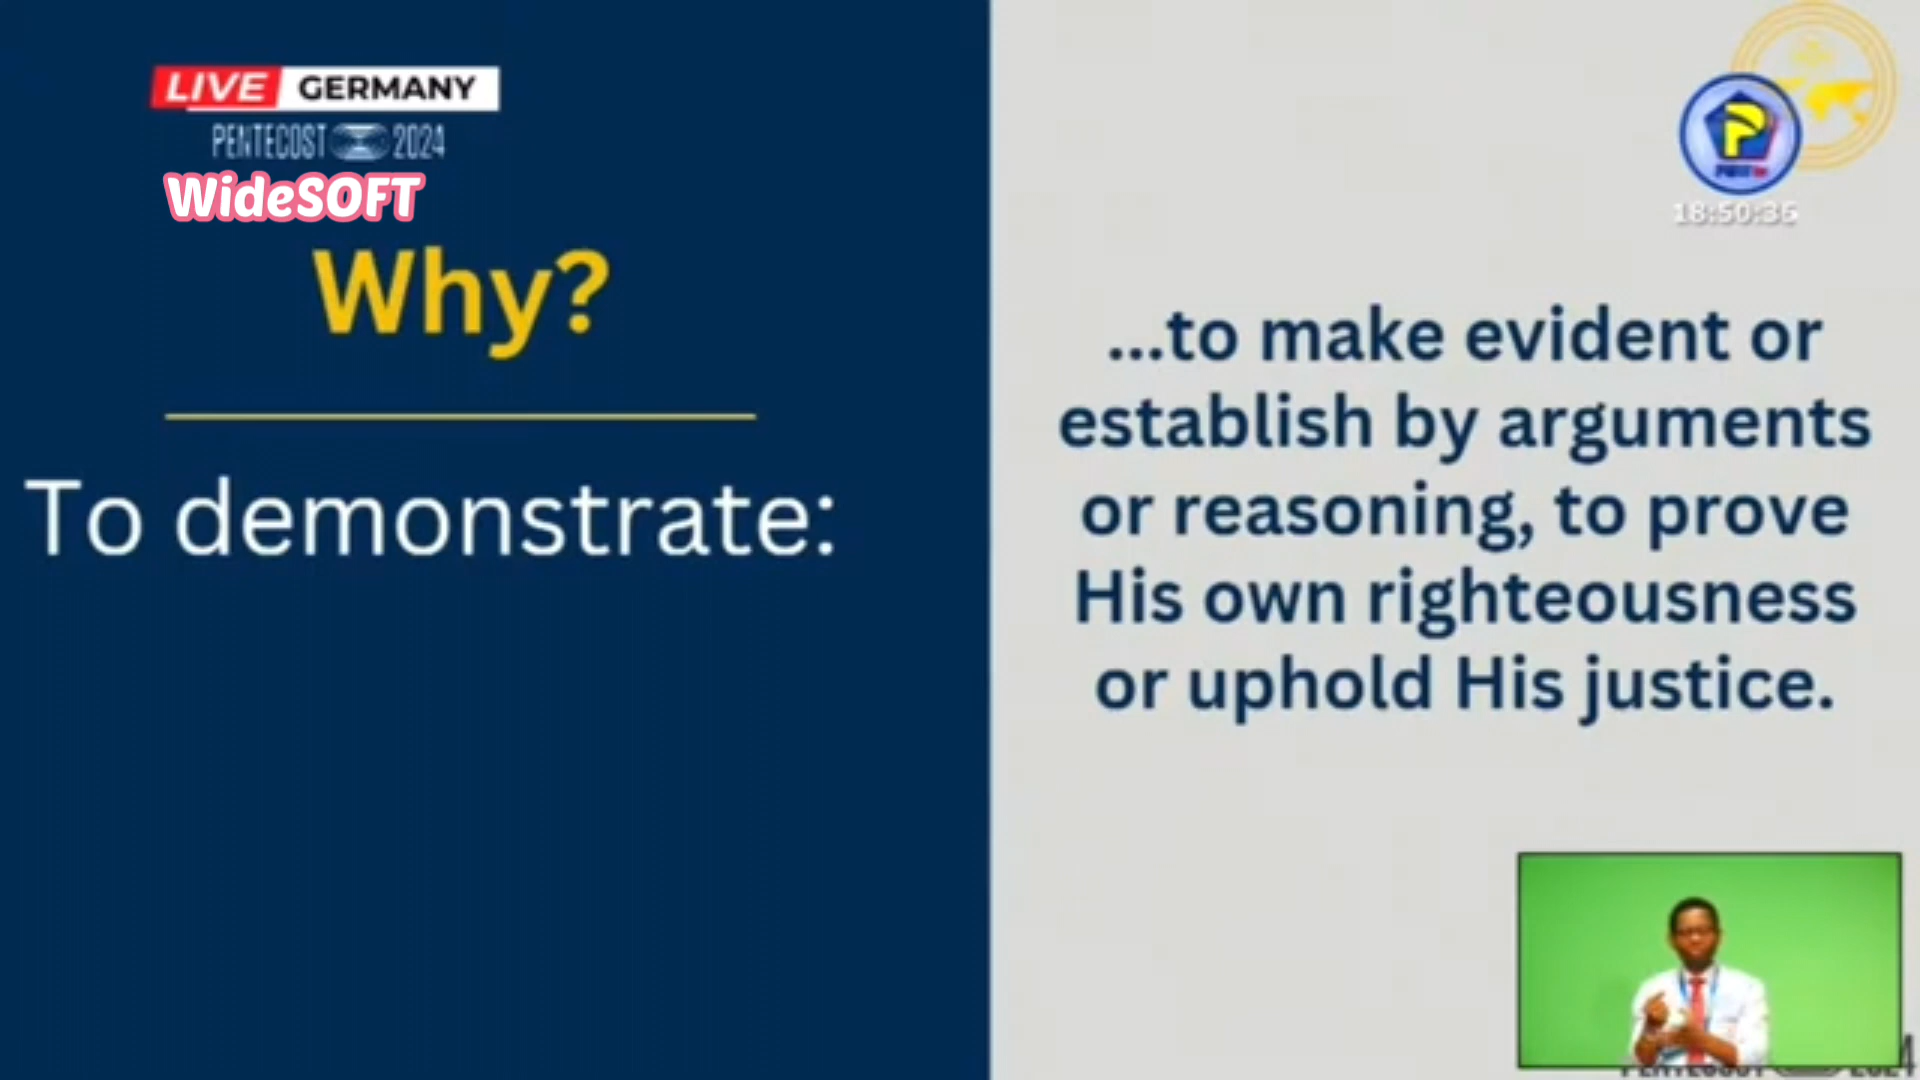 LIVE GERMANY
PENTECOST 2024
WideSOFT
18:50:36
Why?
To demonstrate:
...to make evident or
establish by arguments
or reasoning, to prove
His own righteousness
or uphold His justice.